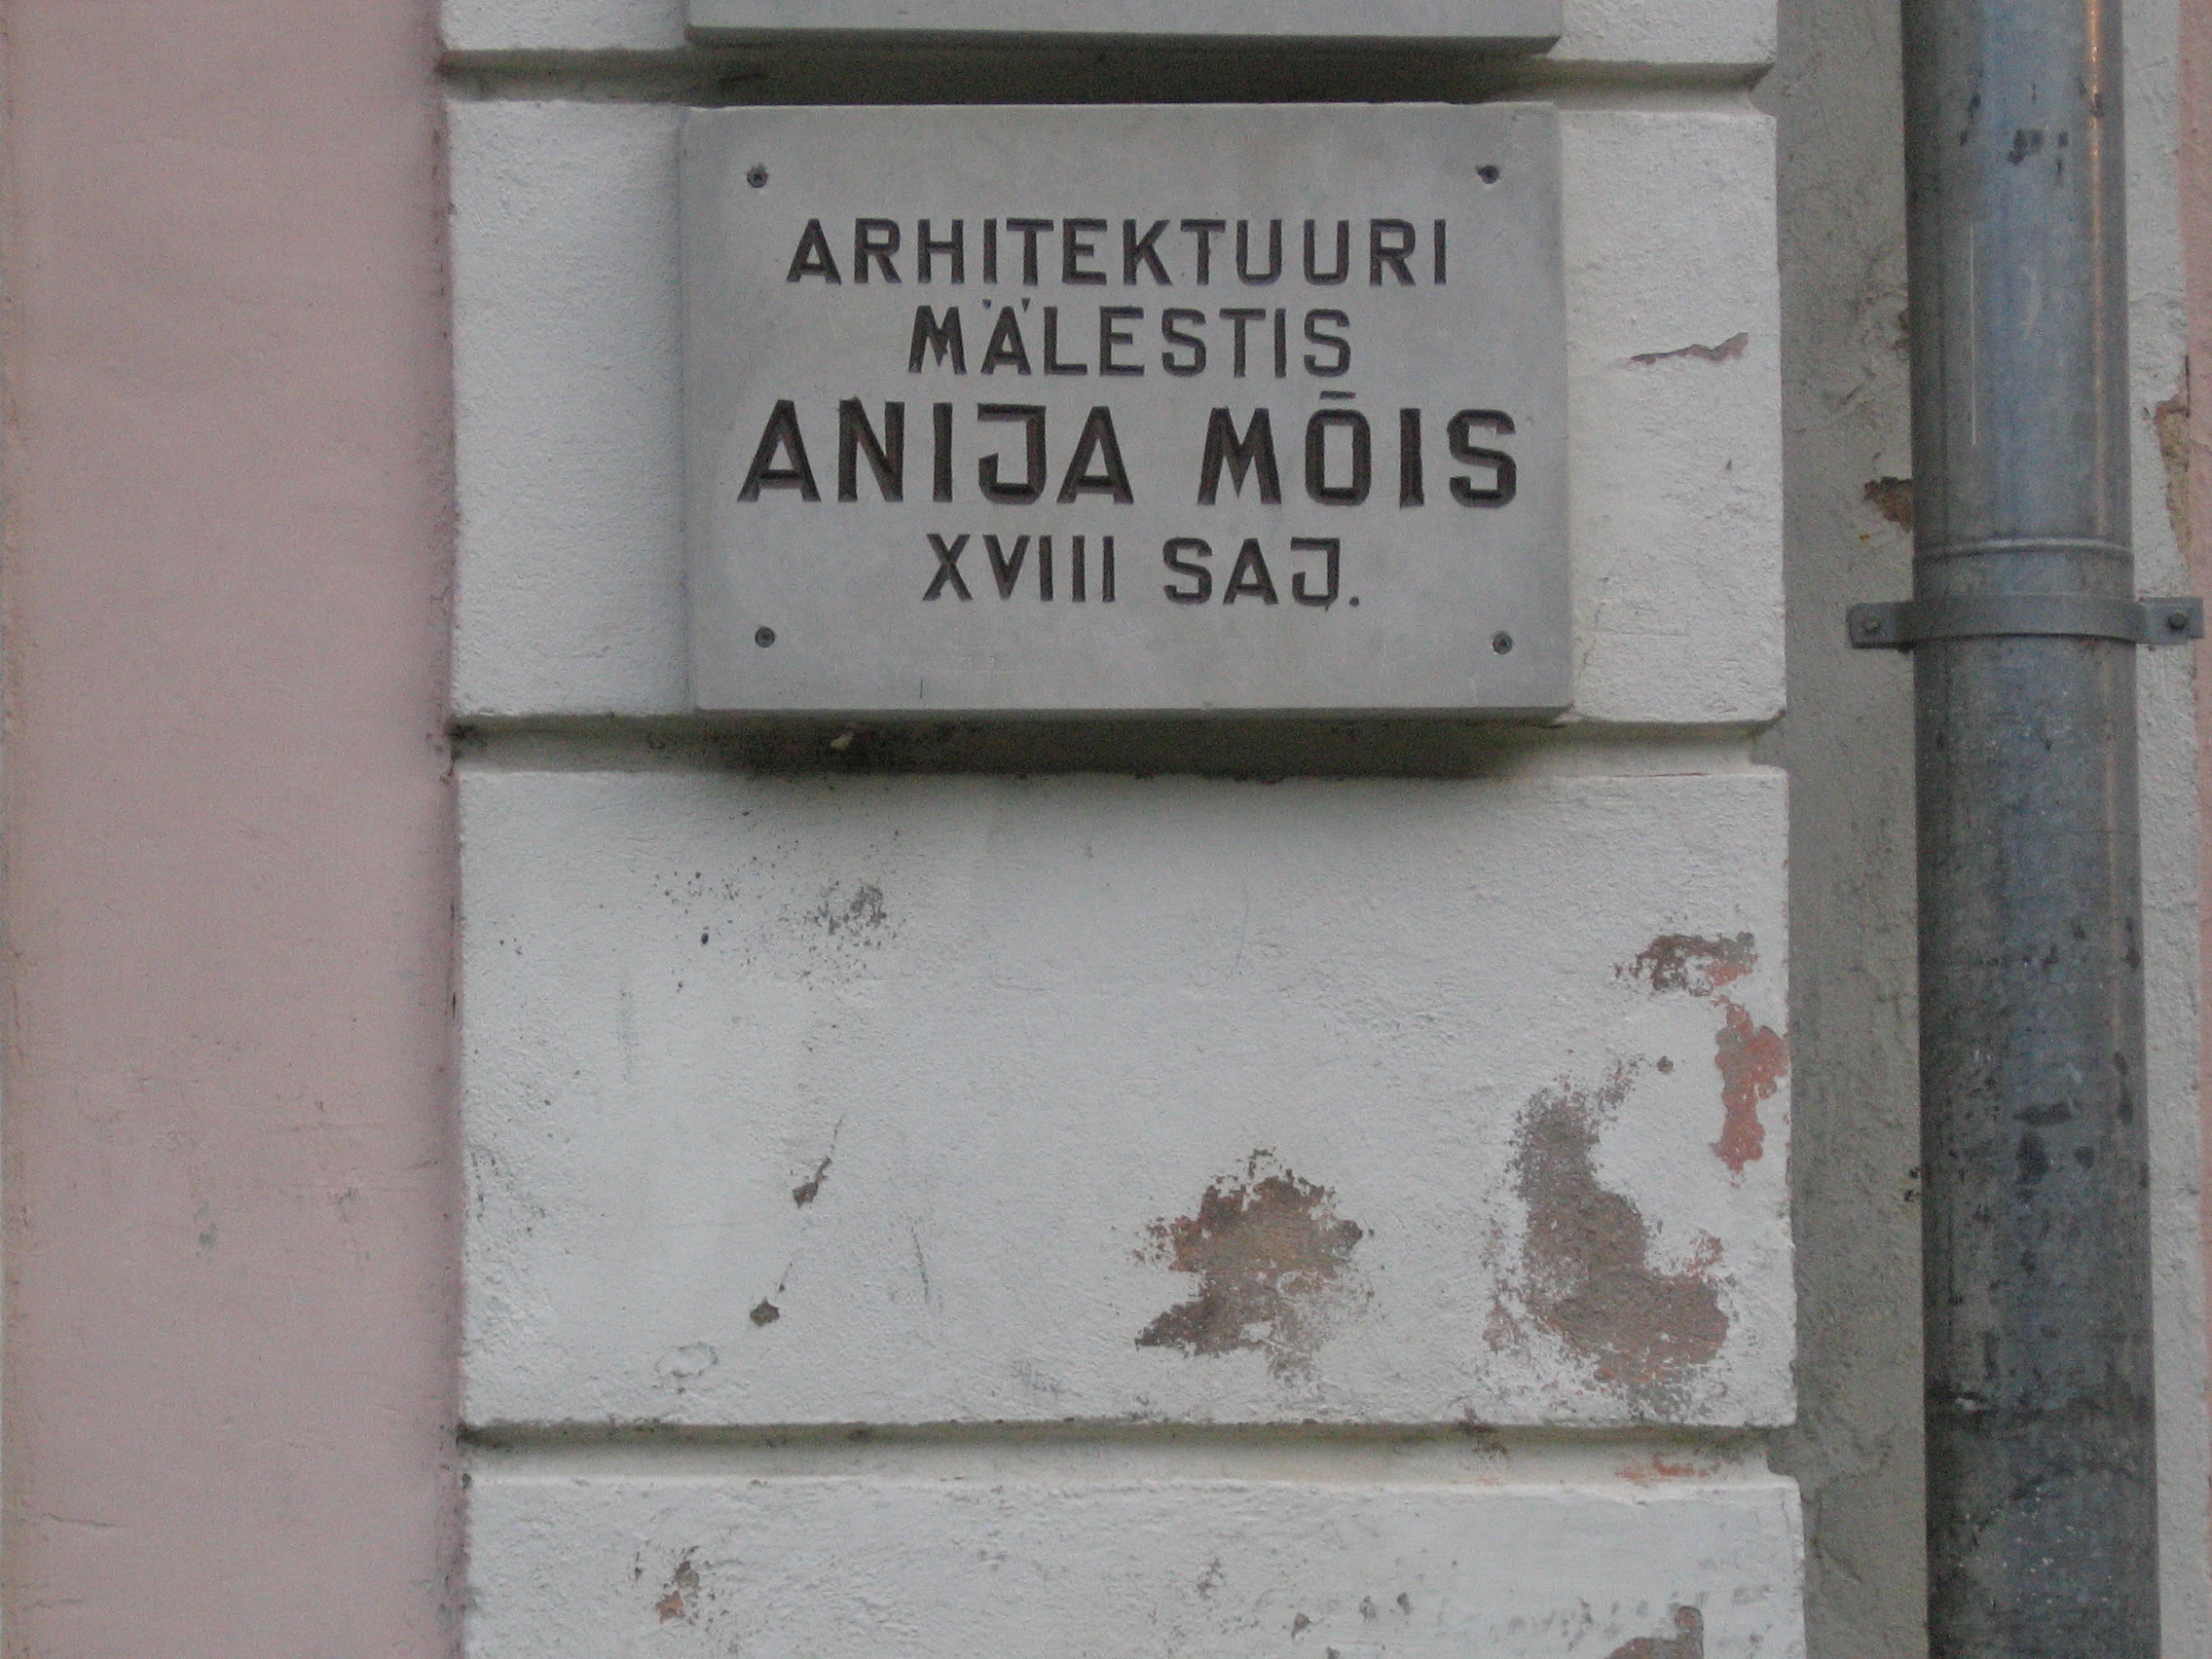 ARHITEKTUURI
MÄLESTIS
ANIJA MÕIS
XVIII SAJ.